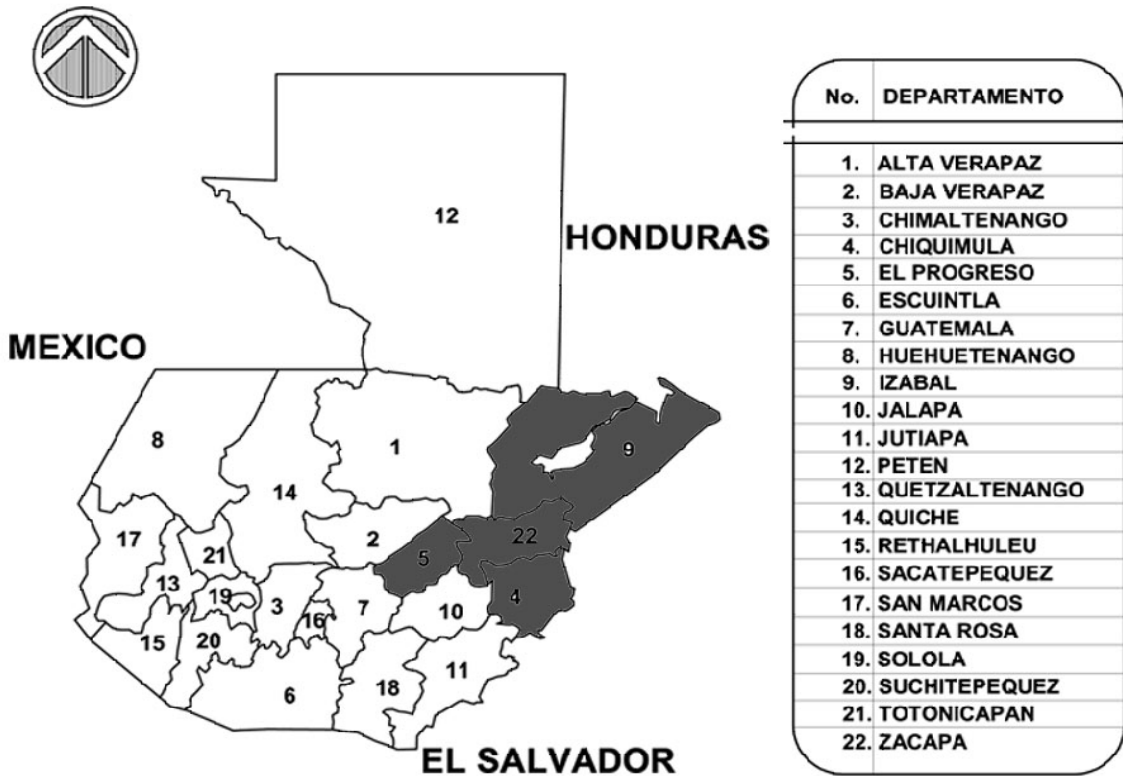 12
HONDURAS
MEXICO
8
1
9
14
17
2
22
21
5
13
19
3
16
7
10
4
15
20
11
6
18
EL SALVADOR
No. DEPARTAMENTO
1. ALTA VERAPAZ
2. BAJA VERAPAZ
3. CHIMALTENANGO
4. CHIQUIMULA
5. EL PROGRESO
6. ESCUINTLA
7. GUATEMALA
8. HUEHUETENANGO
9. IZABAL
10. JALAPA
11. JUTIAPA
12. PETEN
13. QUETZALTENANGO
14. QUICHE
15. RETHALHULEU
16. SACATEPEQUEZ
17. SAN MARCOS
18. SANTA ROSA
19. SOLOLA
20. SUCHITEPEQUEZ
21. TOTONICAPAN
22. ZACAPA